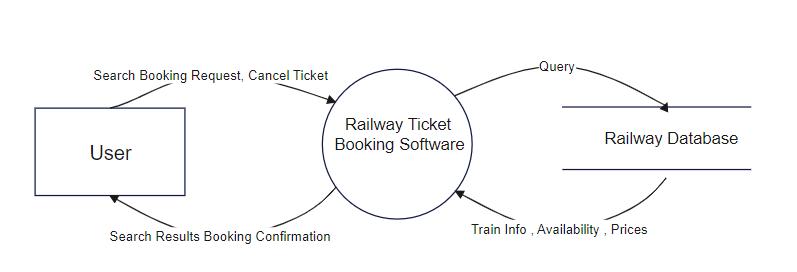 Search Booking Request, Cancel Ticket
Query
User
Railway Ticket
Booking Software
Railway Database
Search Results Booking Confirmation
Train Info , Availability , Prices